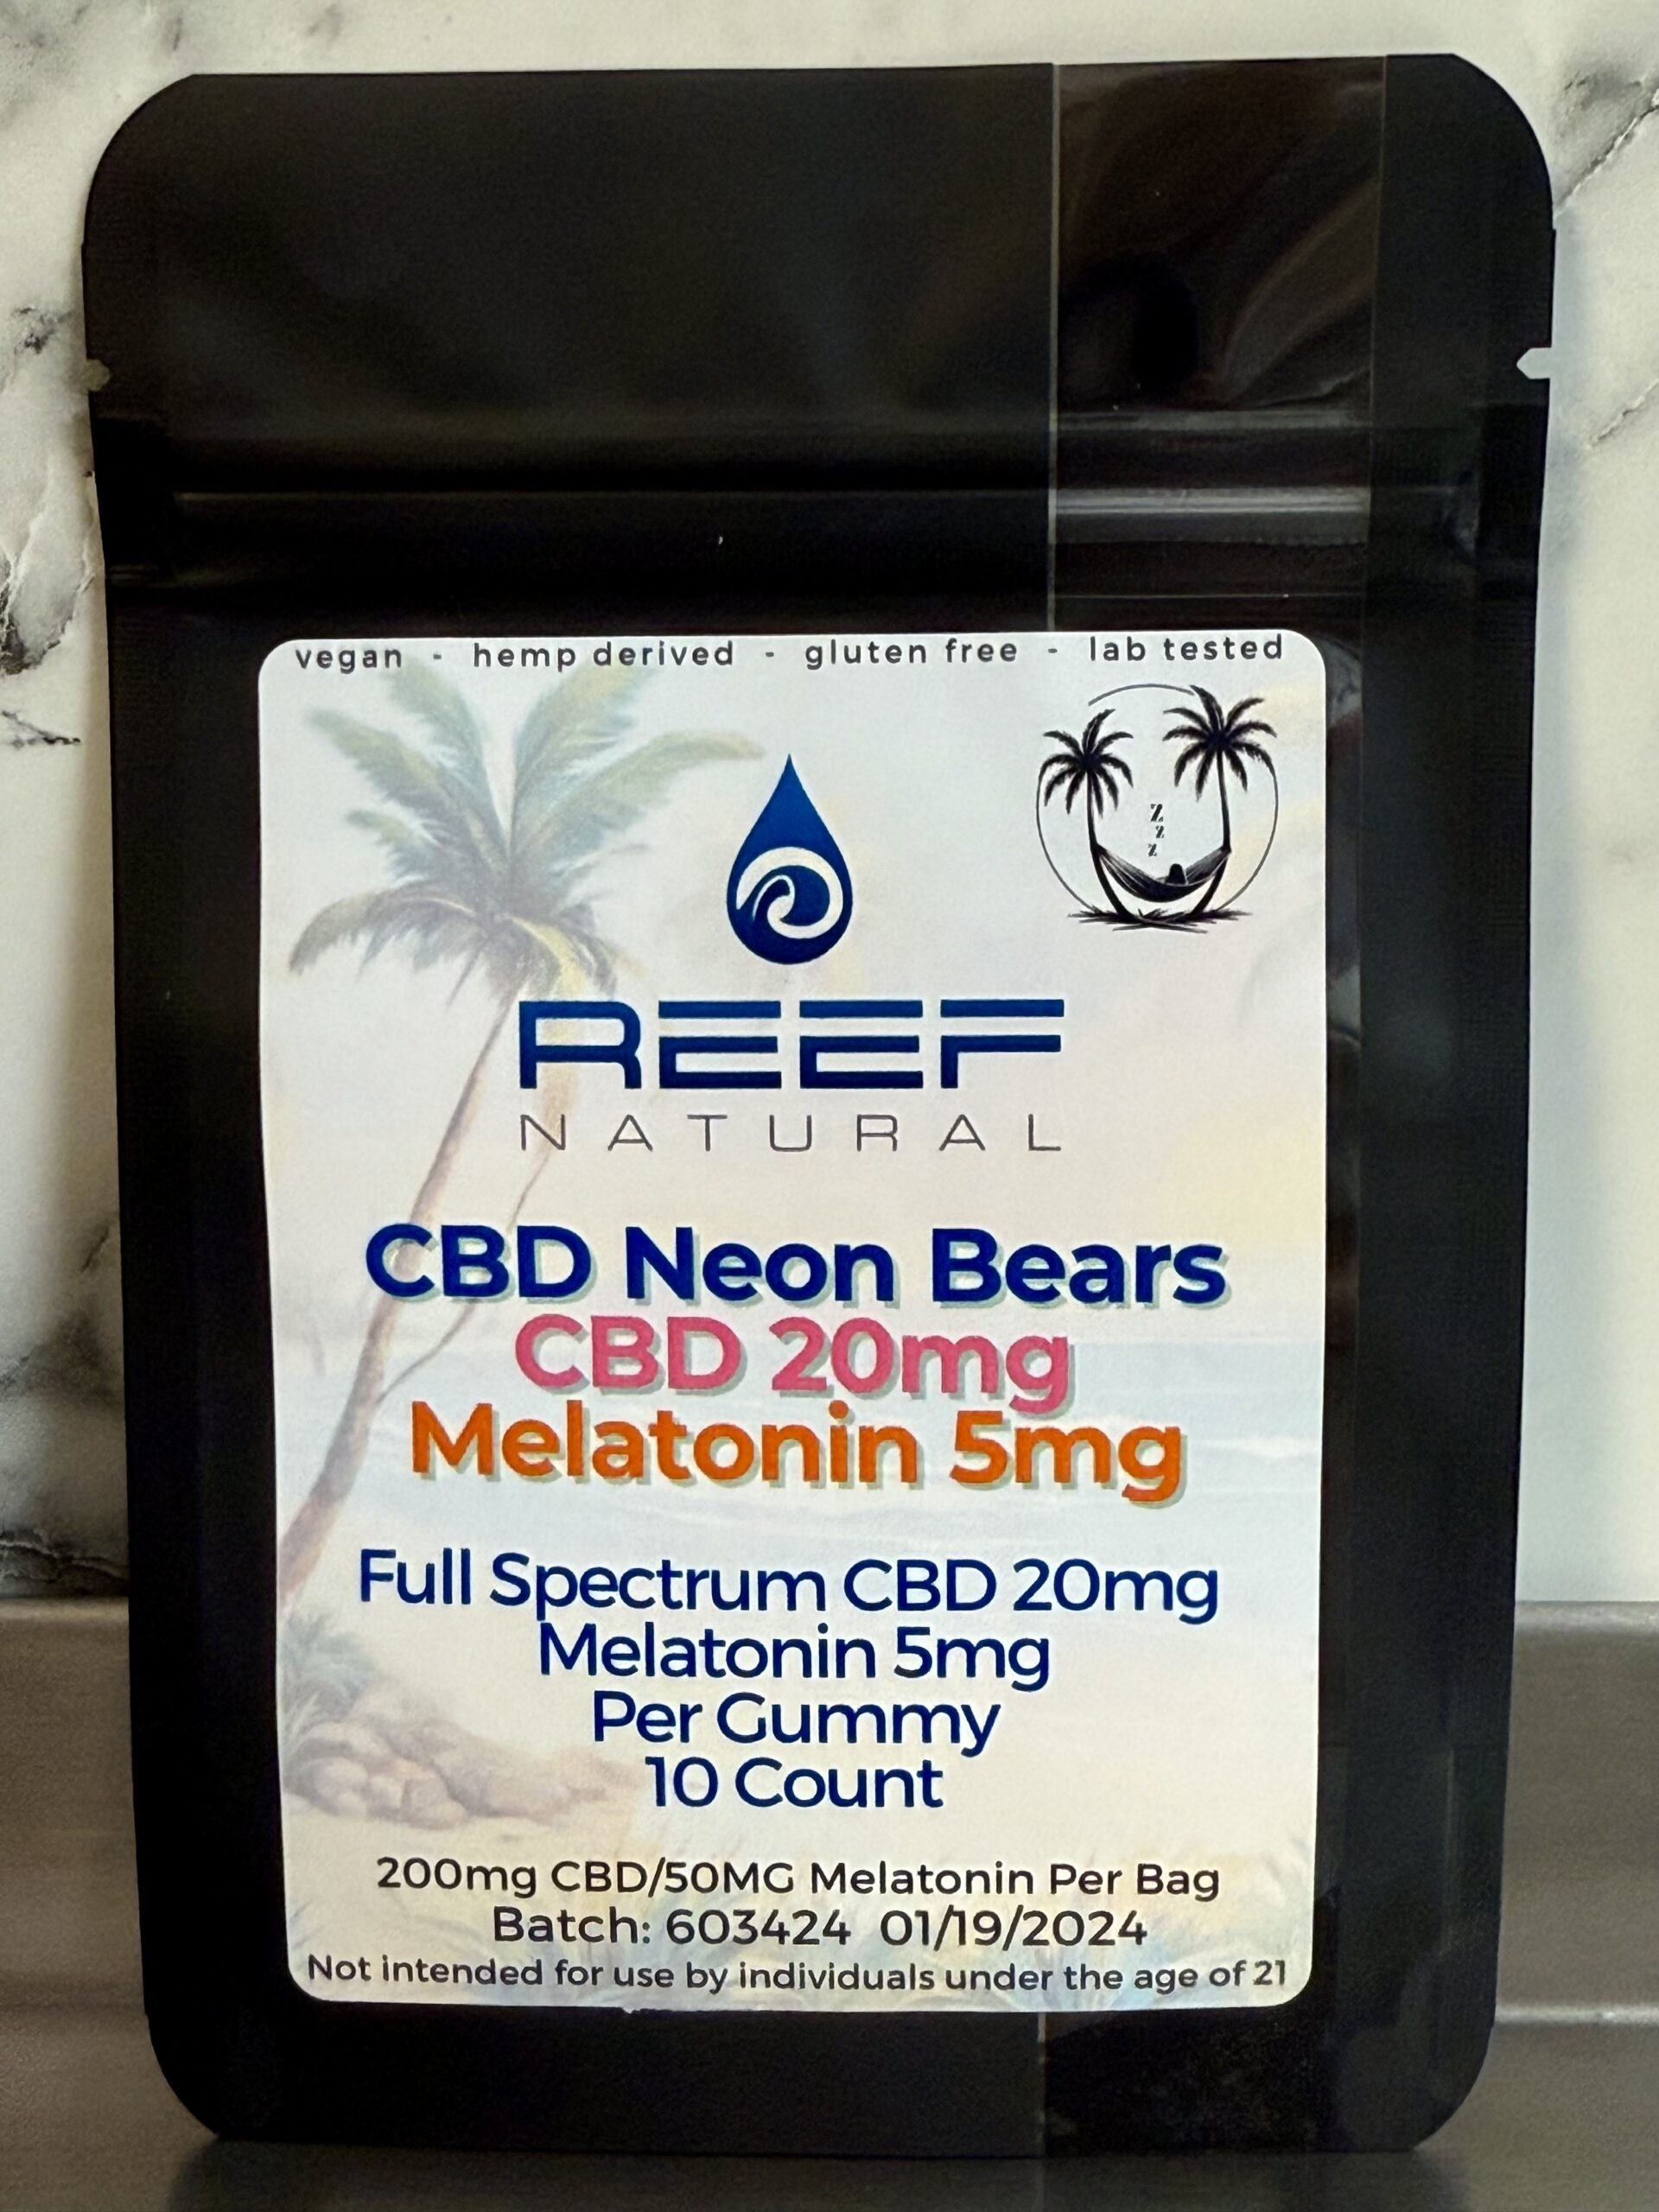 vegan - hemp derived - gluten free - lab tested
z
z
z
REEF
NATURAL
CBD Neon Bears
CBD 20mg
Melatonin 5mg
Full Spectrum CBD 20mg
Melatonin 5mg
Per Gummy
10 Count
200mg CBD/50MG Melatonin Per Bag
Batch: 603424 01/19/2024
Not intended for use by individuals under the age of 21